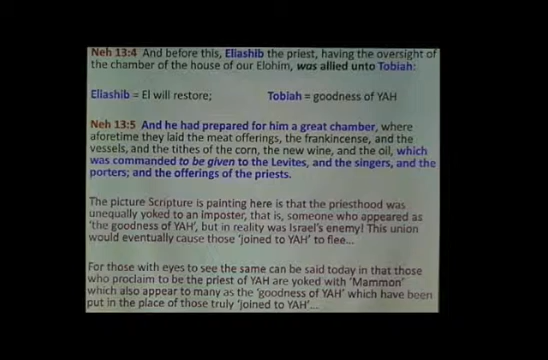 Neh 13:4 And before this, Eliashib the priest, having the oversight of
the chamber of the house of our Elohim, was allied unto Tobiah:
Eliashib = El will restore; Tobiah = goodness of YAH
Neh 13:5 And he had prepared for him a great chamber, where
aforetime they laid the meat offerings, the frankincense, and the
vessels, and the tithes of the corn, the new wine, and the oil, which
was commanded to be given to the Levites, and the singers, and the
porters; and the offerings of the priests.
The picture Scripture is painting here is that the priesthood was
unequally yoked to an imposter, that is, someone who appeared as
'the goodness of YAH', but in reality was Israel's enemy! This union
would eventually cause those 'joined to YAH' to flee...
For those with eyes to see the same can be said today in that those
who proclaim to be the priest of YAH are yoked with 'Mammon'
which also appear to many as the 'goodness of YAH' which have been
put in the place of those truly 'joined to YAH'...